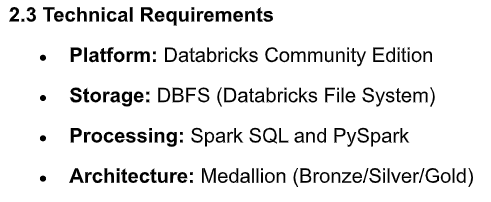 2.3 Technical Requirements
● Platform: Databricks Community Edition
● Storage: DBFS (Databricks File System)
● Processing: Spark SQL and PySpark
● Architecture: Medallion (Bronze/Silver/Gold)